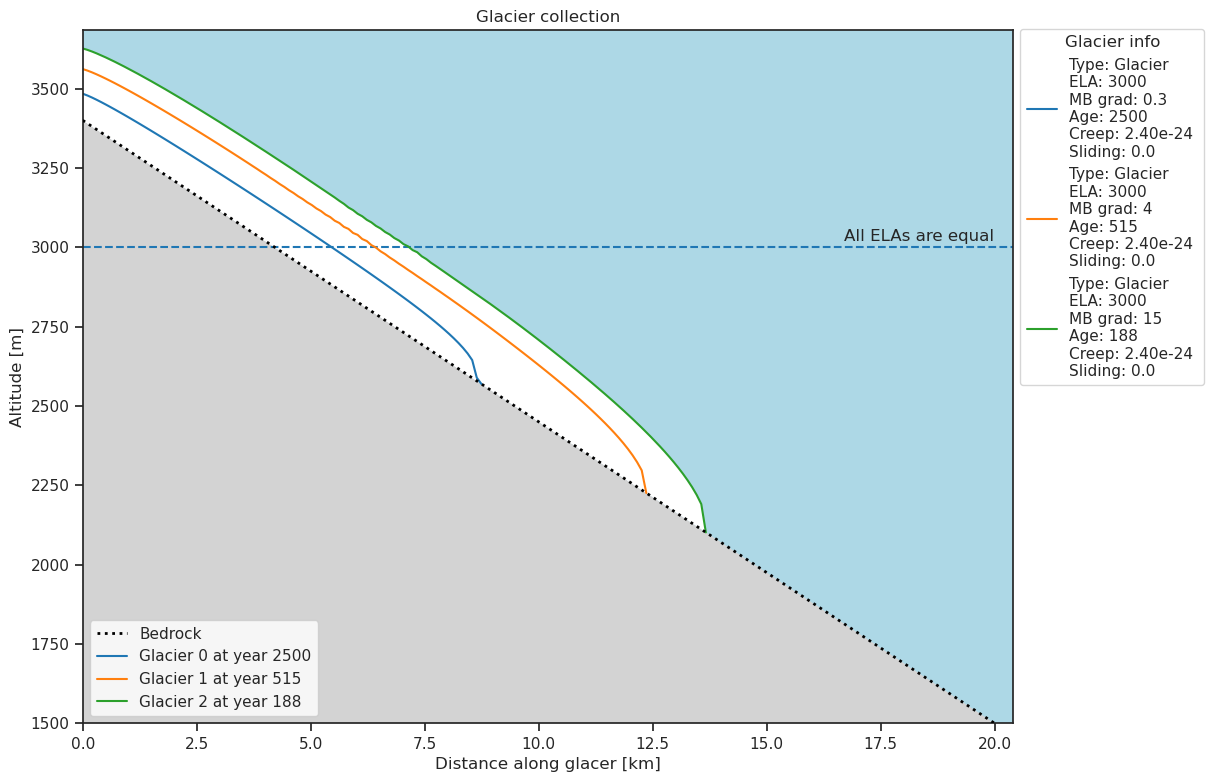 Glacier collection
Altitude [m]
3500
3250
3000
2750
2500
2250
2000
1750
1500
All ELAs are equal
Bedrock
Glacier 0 at year 2500
Glacier 1 at year 515
Glacier 2 at year 188
0.0
2.5
5.0
7.5
10.0
12.5
15.0
17.5
20.0
Distance along glacer [km]
Glacier info
Type: Glacier
ELA: 3000
MB grad: 0.3
Age: 2500
Creep: 2.40e-24
Sliding: 0.0
Type: Glacier
ELA: 3000
MB grad: 4
Age: 515
Creep: 2.40e-24
Sliding: 0.0
Type: Glacier
ELA: 3000
MB grad: 15
Age: 188
Creep: 2.40e-24
Sliding: 0.0